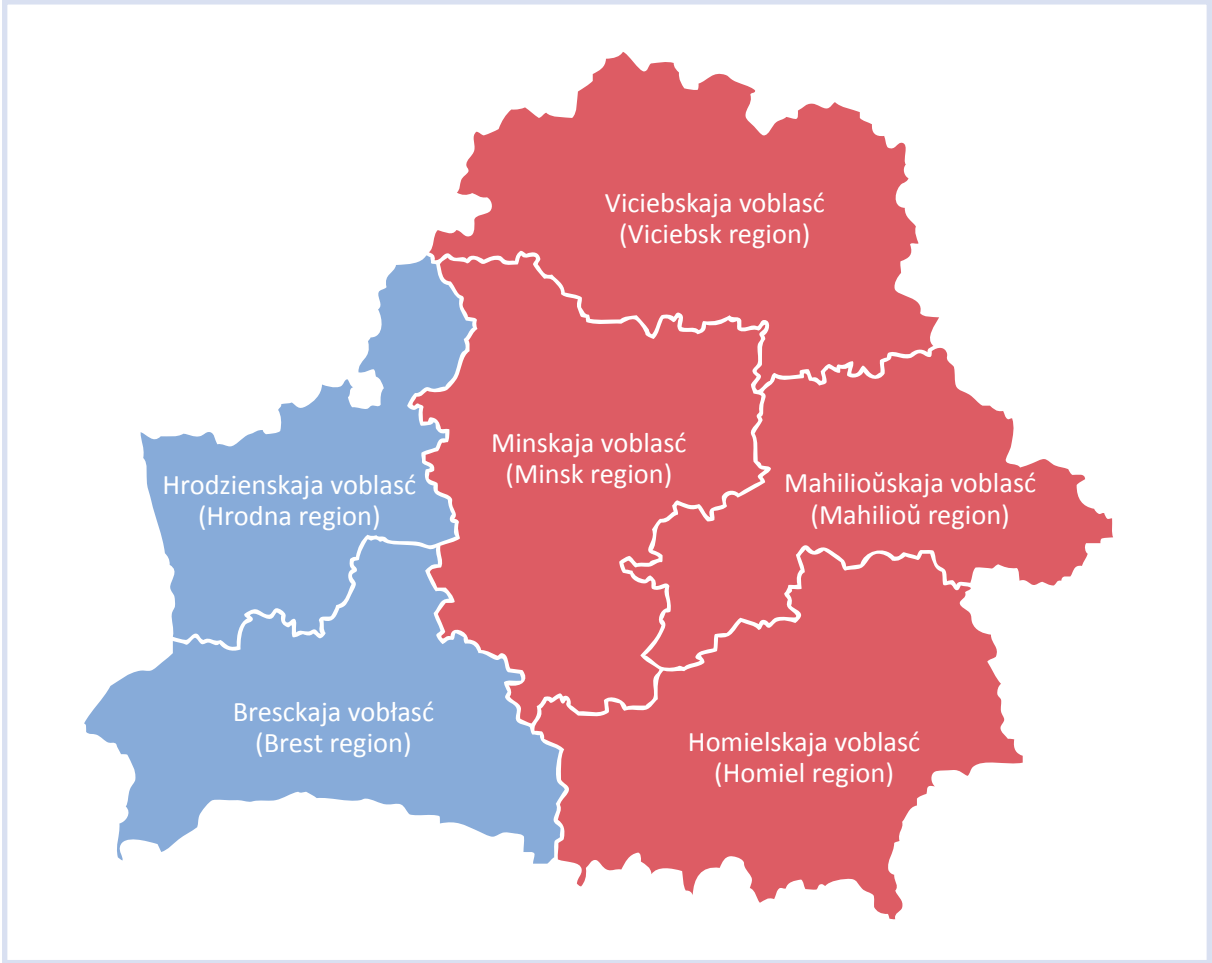 Viciebskaja voblasć
(Viciebsk region)
Minskaja voblasć
(Minsk region)
Mahilioŭskaja voblasć
(Mahilioŭ region)
Hrodzienskaja voblasć
(Hrodna region)
Bresckaja vobłasć
(Brest region)
Homielskaja voblasć
(Homiel region)